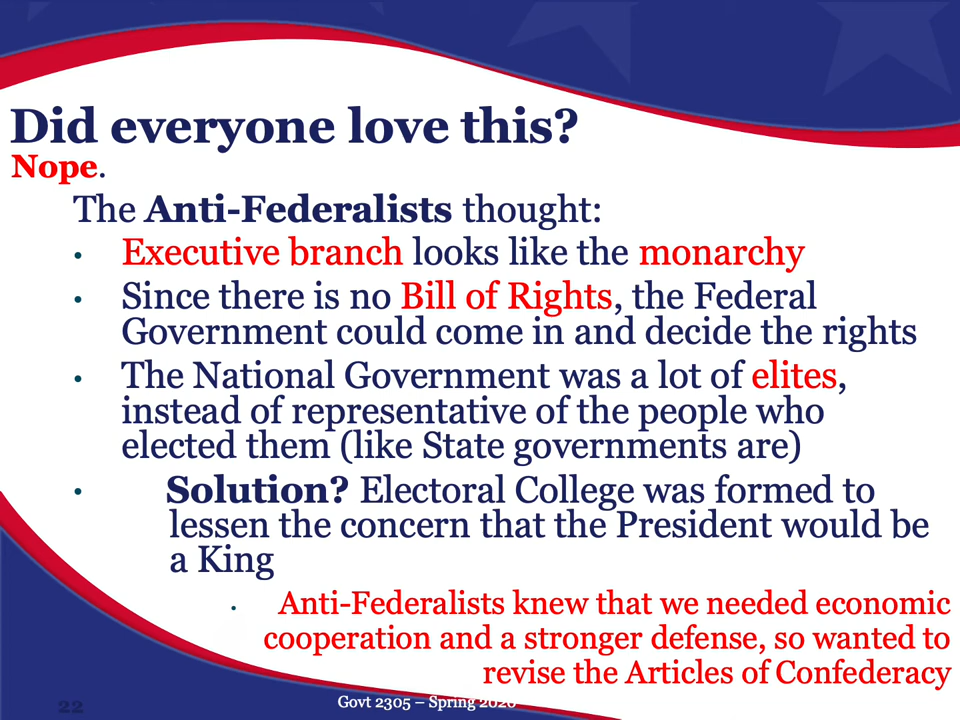 Did everyone love this?
Nope.
The Anti-Federalists thought:
• Executive branch looks like the monarchy
• Since there is no Bill of Rights, the Federal
Government could come in and decide the rights
• The National Government was a lot of elites,
instead of representative of the people who
elected them (like State governments are)
• Solution? Electoral College was formed to
lessen the concern that the President would be
a King
• Anti-Federalists knew that we needed economic
cooperation and a stronger defense, so wanted to
revise the Articles of Confederacy
22
Govt 2305 – Spring 2020